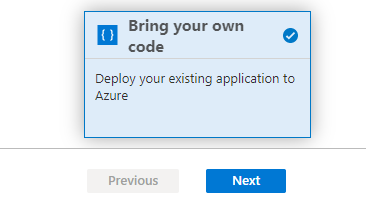 { } Bring your own
code
Deploy your existing application to
Azure
Previous Next